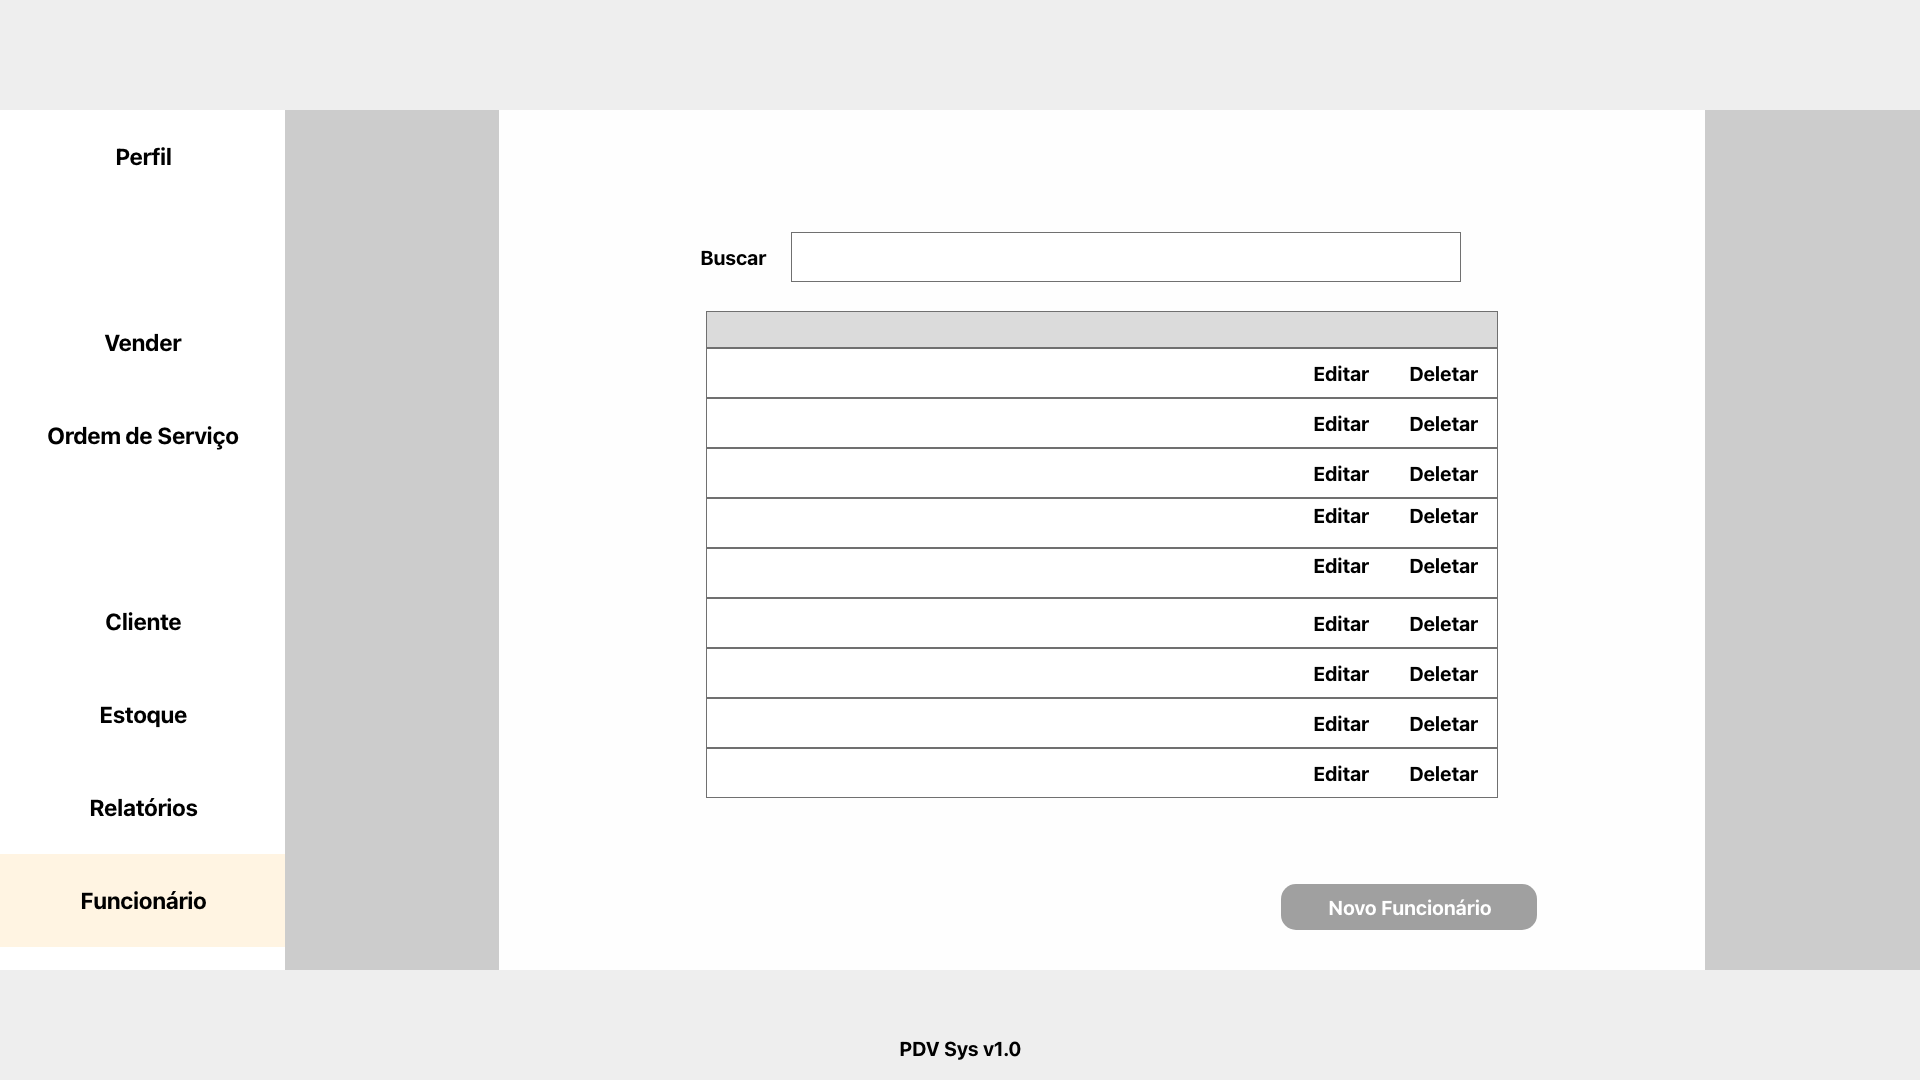 Perfil
Vender
Ordem de Serviço
Cliente
Estoque
Relatórios
Funcionário
Buscar
Editar Deletar
Editar Deletar
Editar Deletar
Editar Deletar
Editar Deletar
Editar Deletar
Editar Deletar
Editar Deletar
Editar Deletar
Novo Funcionário
PDV Sys v1.0